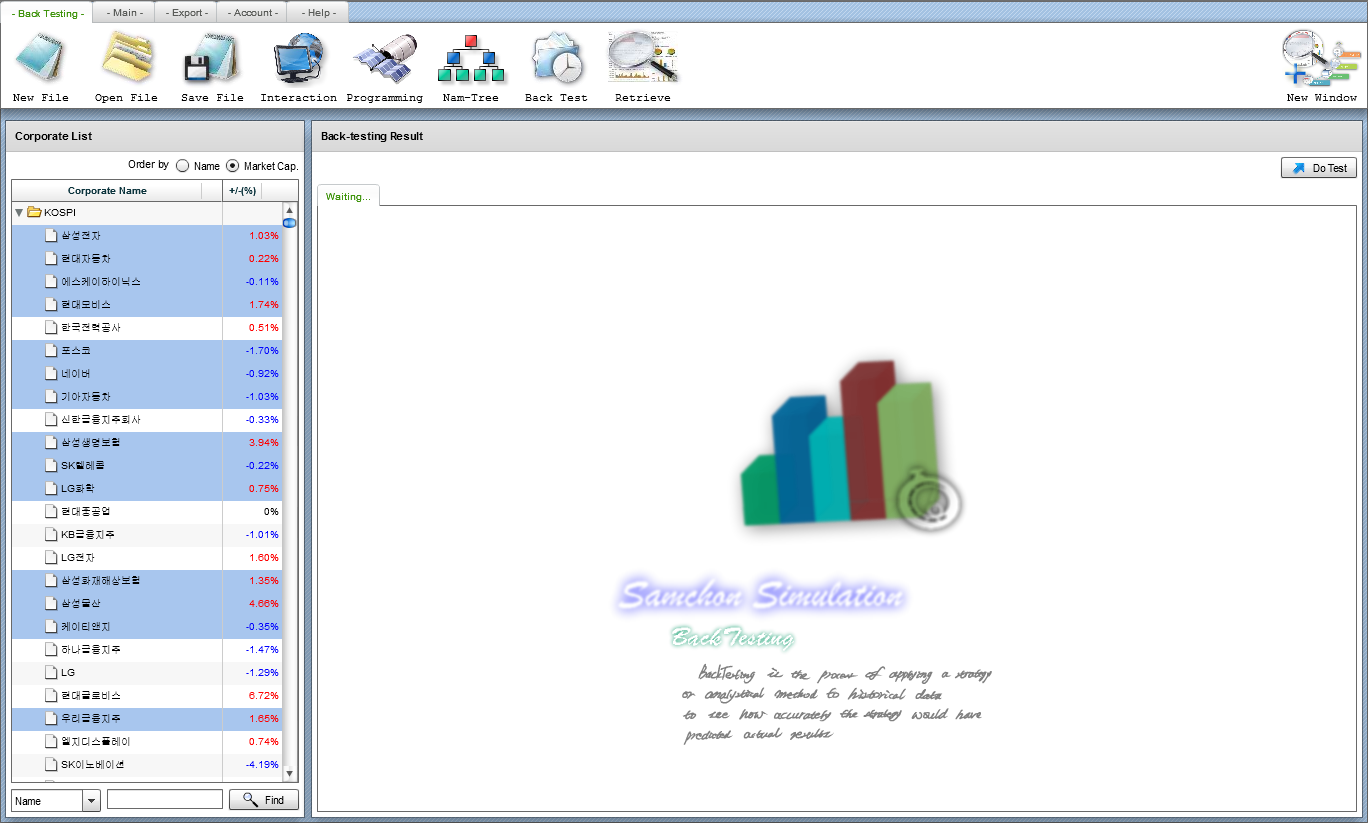 - Back Testing -
- Main -
- Export -
- Account -
- Help -
New File
Open File
Save File
Interaction
Programming
Nam-Tree
Back Test
Retrieve
New Window
Corporate List
Order by Name Market Cap.
Corporate Name +/-(%)
KOSPI
삼성전자 1.03%
현대자동차 0.22%
에스케이하이닉스 -0.11%
현대모비스 1.74%
한국전력공사 0.51%
포스코 -1.70%
네이버 -0.92%
기아자동차 -1.03%
신한금융지주회사 -0.33%
삼성생명보험 3.94%
SK텔레콤 -0.22%
LG화학 0.75%
현대중공업 0%
KB금융지주 -1.01%
LG전자 1.60%
삼성화재해상보험 1.35%
삼성물산 4.66%
케이티앤지 -0.35%
하나금융지주 -1.47%
LG -1.29%
현대글로비스 6.72%
우리금융지주 1.65%
엘지디스플레이 0.74%
SK이노베이션 -4.19%
Name
Find
Back-testing Result
Do Test
Waiting...
Samchon Simulation
BackTesting
BackTesting is the process of applying a strategy
or analystical method to historical data
to see how accurately the strategy would have
predicted actual results